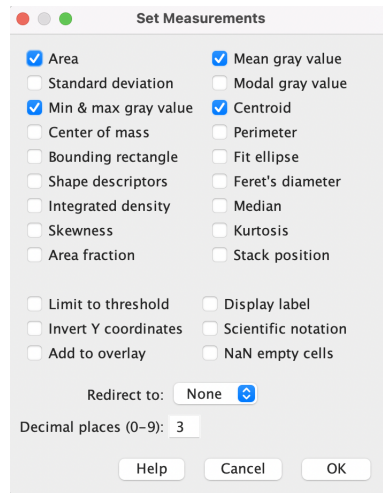 Set Measurements
Area Mean gray value
Standard deviation Modal gray value
Min & max gray value Centroid
Center of mass Perimeter
Bounding rectangle Fit ellipse
Shape descriptors Feret's diameter
Integrated density Median
Skewness Kurtosis
Area fraction Stack position
Limit to threshold Display label
Invert Y coordinates Scientific notation
Add to overlay NaN empty cells
Redirect to: None
Decimal places (0-9): 3
Help Cancel OK